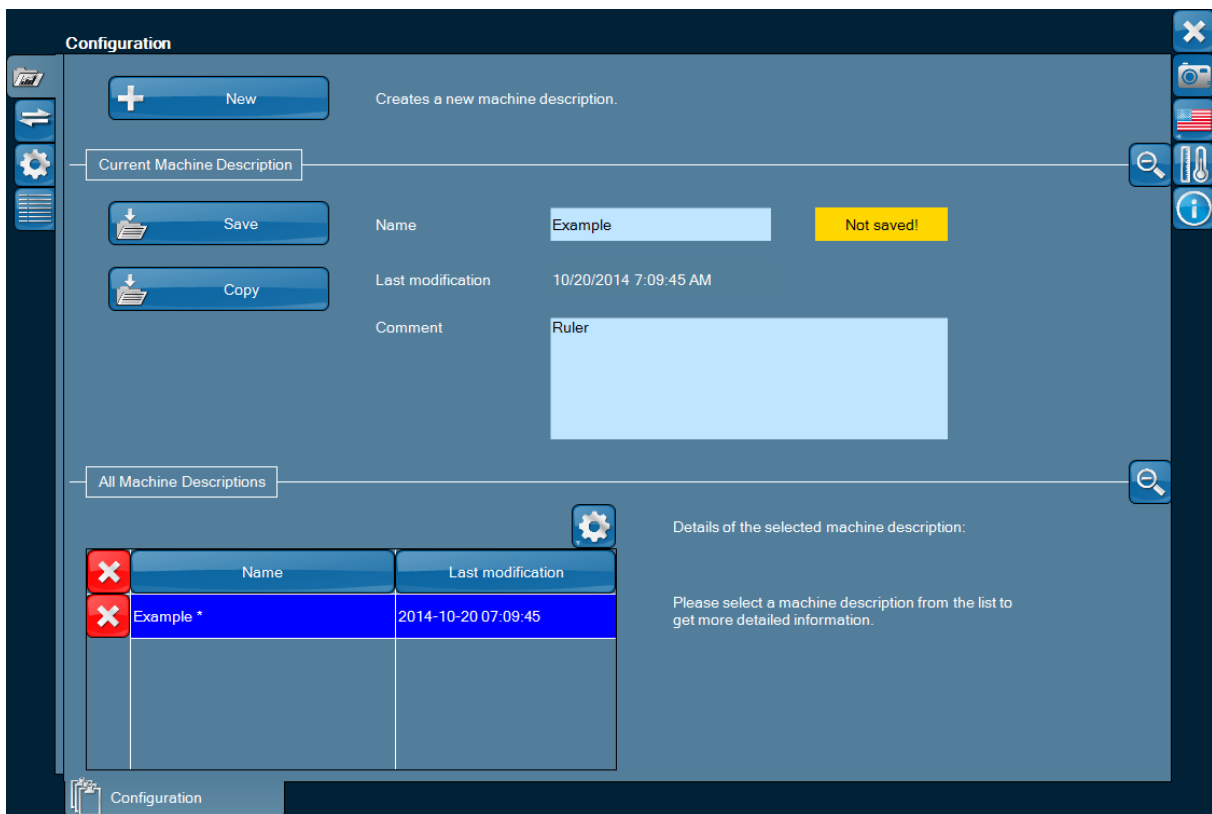 Configuration
New
Creates a new machine description.
Current Machine Description
Save
Name
Example
Not saved!
Copy
Last modification
10/20/2014 7:09:45 AM
Comment
Ruler
All Machine Descriptions
Details of the selected machine description:
Name
Last modification
Example *
2014-10-20 07:09:45
Please select a machine description from the list to
get more detailed information.
Configuration